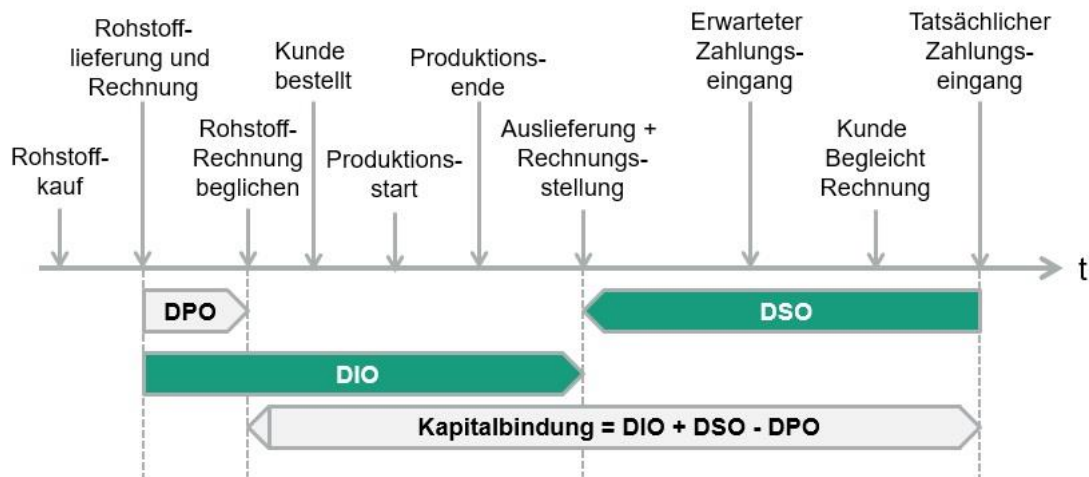 Rohstoff-
kauf
Rohstoff-
lieferung und
Rechnung
Rohstoff-
Rechnung
beglichen
Kunde
bestellt
Produktions-
start
Produktions-
ende
Auslieferung +
Rechnungs-
stellung
Erwarteter
Zahlungs-
eingang
Kunde
Begleicht
Rechnung
Tatsächlicher
Zahlungs-
eingang
t
DPO
DSO
DIO
Kapitalbindung = DIO + DSO - DPO